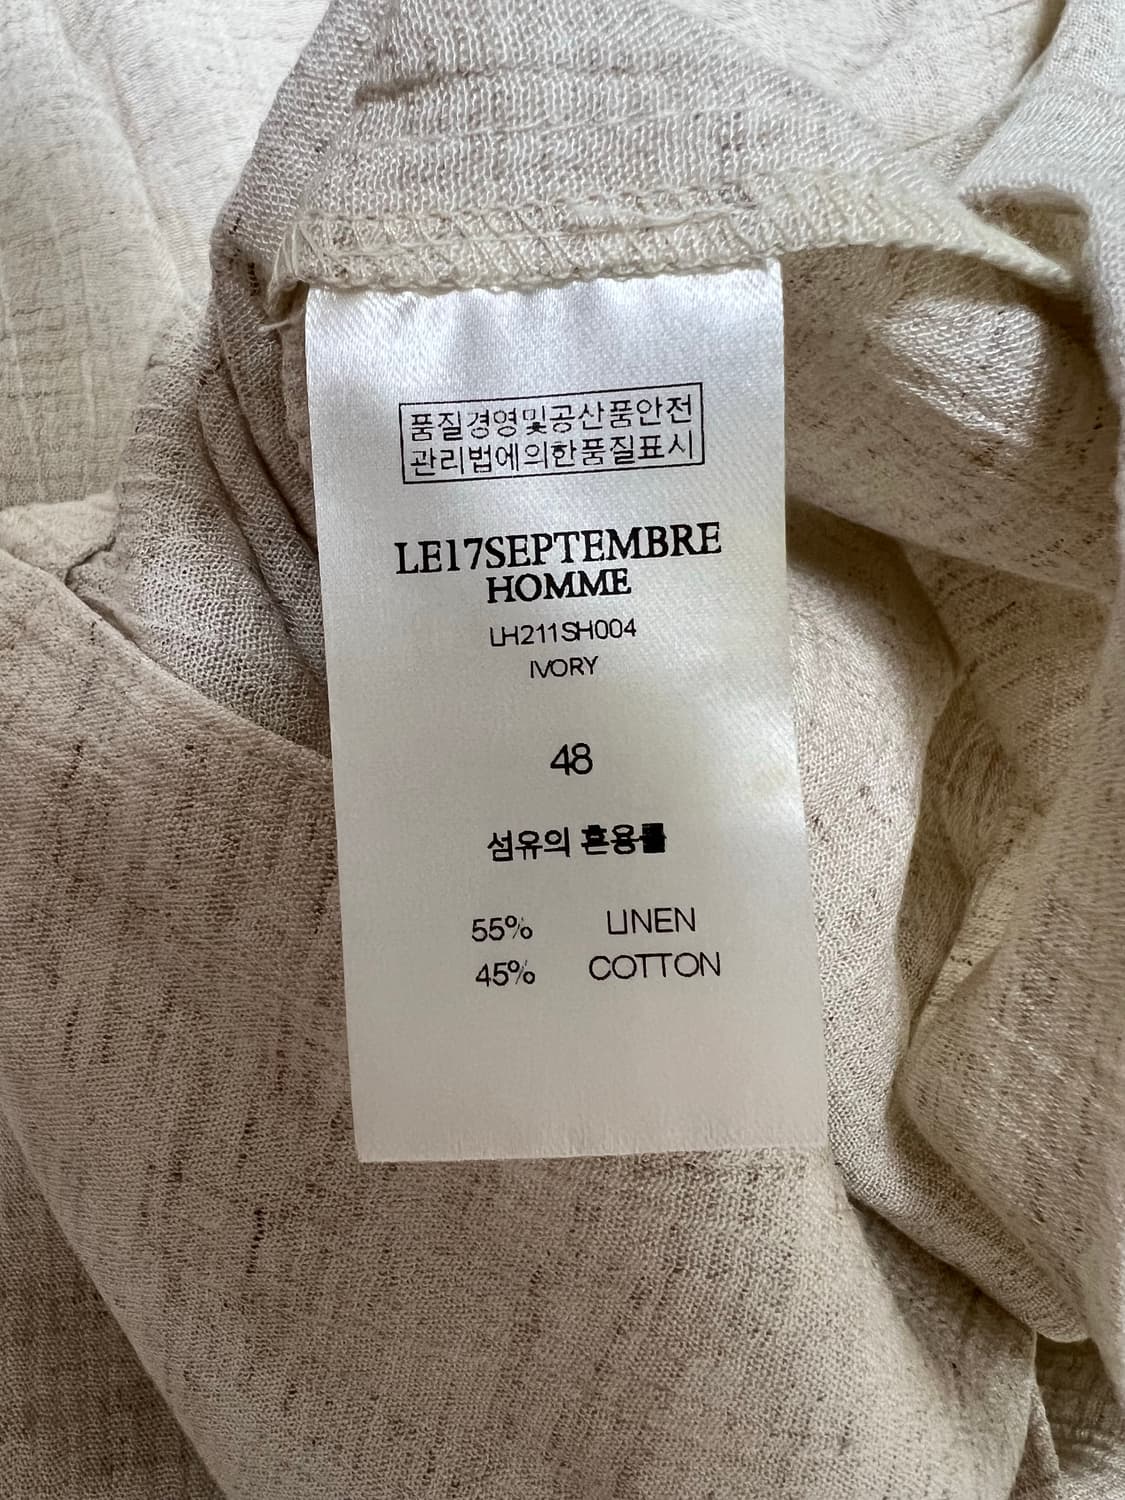 품질경영및공산품안전
관리법에의한품질표시
LE17SEPTEMBRE
HOMME
LH211SH004
IVORY
48
섬유의 혼용률
55% LINEN
45% COTTON